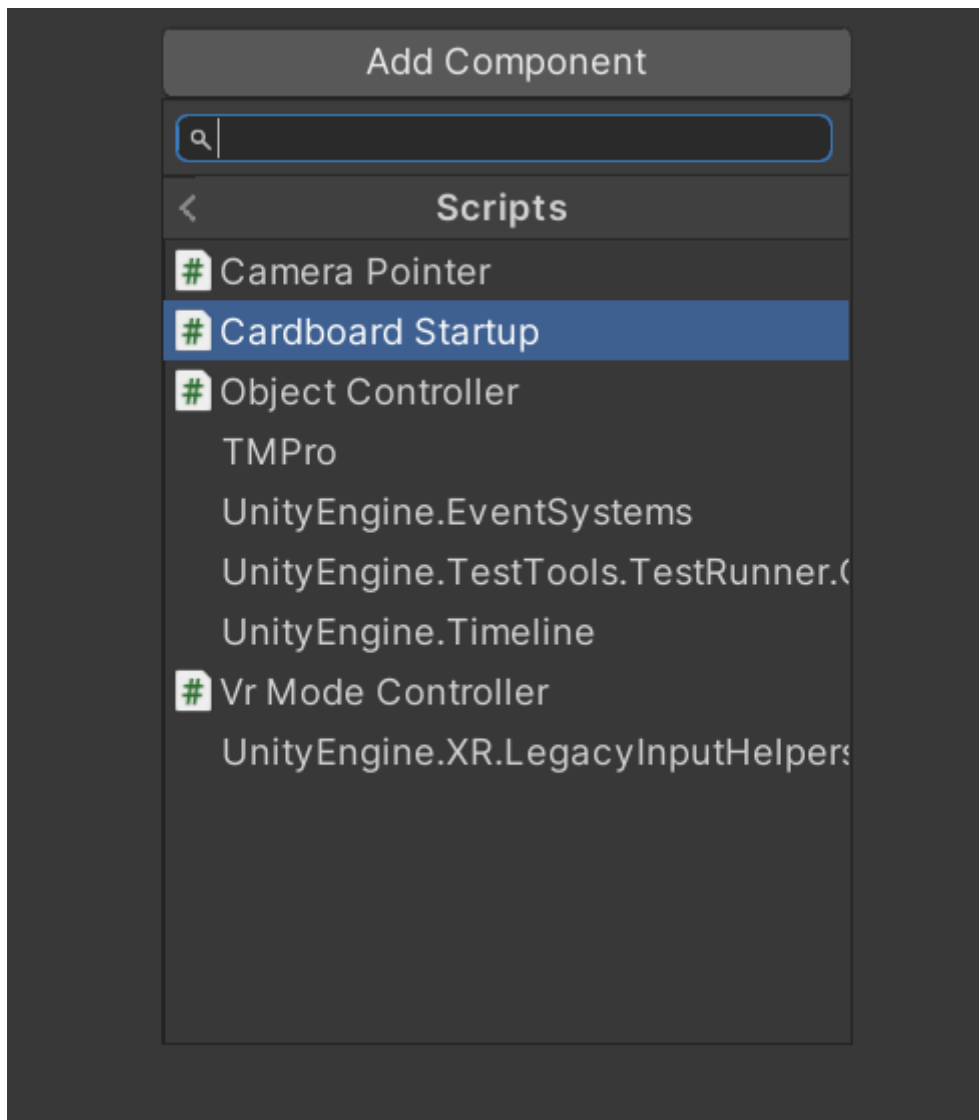 Add Component
Scripts
# Camera Pointer
# Cardboard Startup
# Object Controller
TMPro
UnityEngine.EventSystems
UnityEngine.TestTools.TestRunner.
UnityEngine.Timeline
# Vr Mode Controller
UnityEngine.XR.LegacyInputHelpers